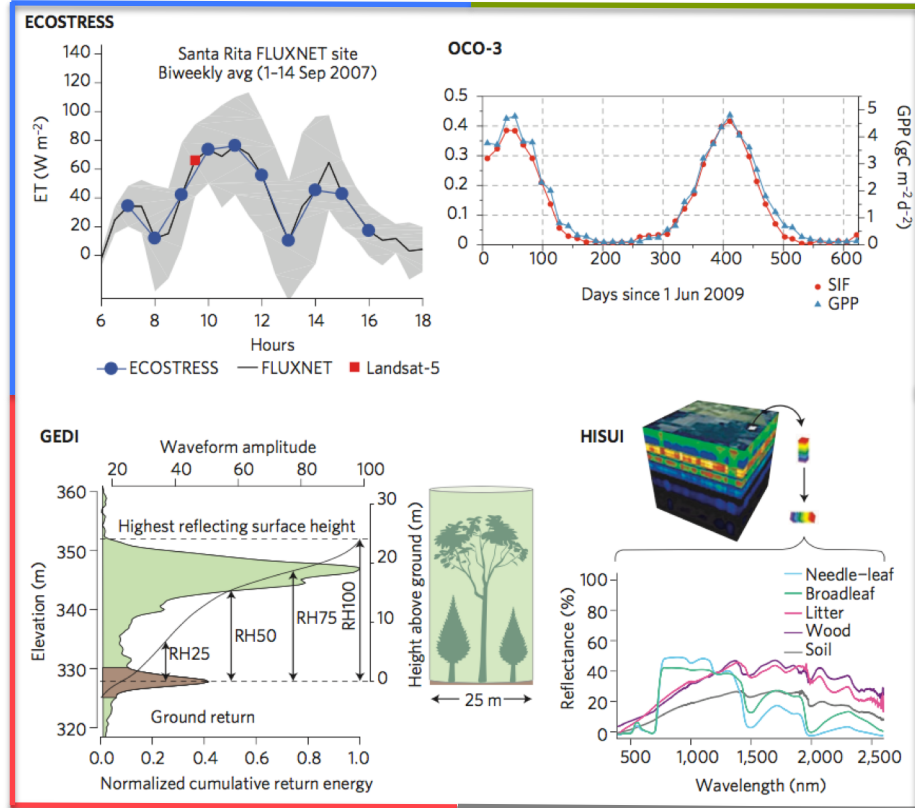 ECOSTRESS
Santa Rita FLUXNET site
Biweekly avg (1–14 Sep 2007)
ET (W m⁻²)
140
120
100
80
60
40
20
0
6 8 10 12 14 16 18
Hours
ECOSTRESS FLUXNET Landsat-5
OCO-3
0.5
0.4
0.3
0.2
0.1
0
5
4
3
2
1
0
GPP (gC m⁻² d⁻²)
0 100 200 300 400 500 600
Days since 1 Jun 2009
SIF
GPP
GEDI
Waveform amplitude
20 40 60 80 100
Elevation (m)
360
350
340
330
320
30
20
10
0
Height above ground (m)
Highest reflecting surface height
RH25
RH50
RH75
RH100
Ground return
0.0 0.2 0.4 0.6 0.8 1.0
Normalized cumulative return energy
25 m
HISUI
Reflectance (%)
100
80
60
40
20
0
Needle-leaf
Broadleaf
Litter
Wood
Soil
500 1,000 1,500 2,000 2,500
Wavelength (nm)